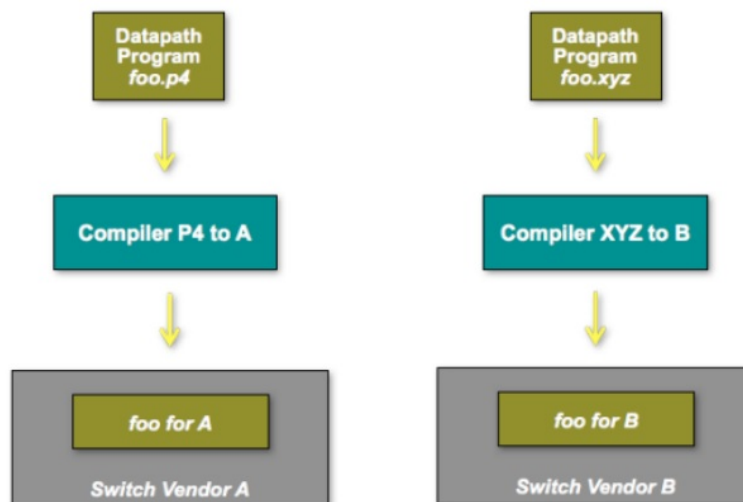 Datapath
Program
foo.p4
Datapath
Program
foo.xyz
Compiler P4 to A
Compiler XYZ to B
foo for A
foo for B
Switch Vendor A
Switch Vendor B